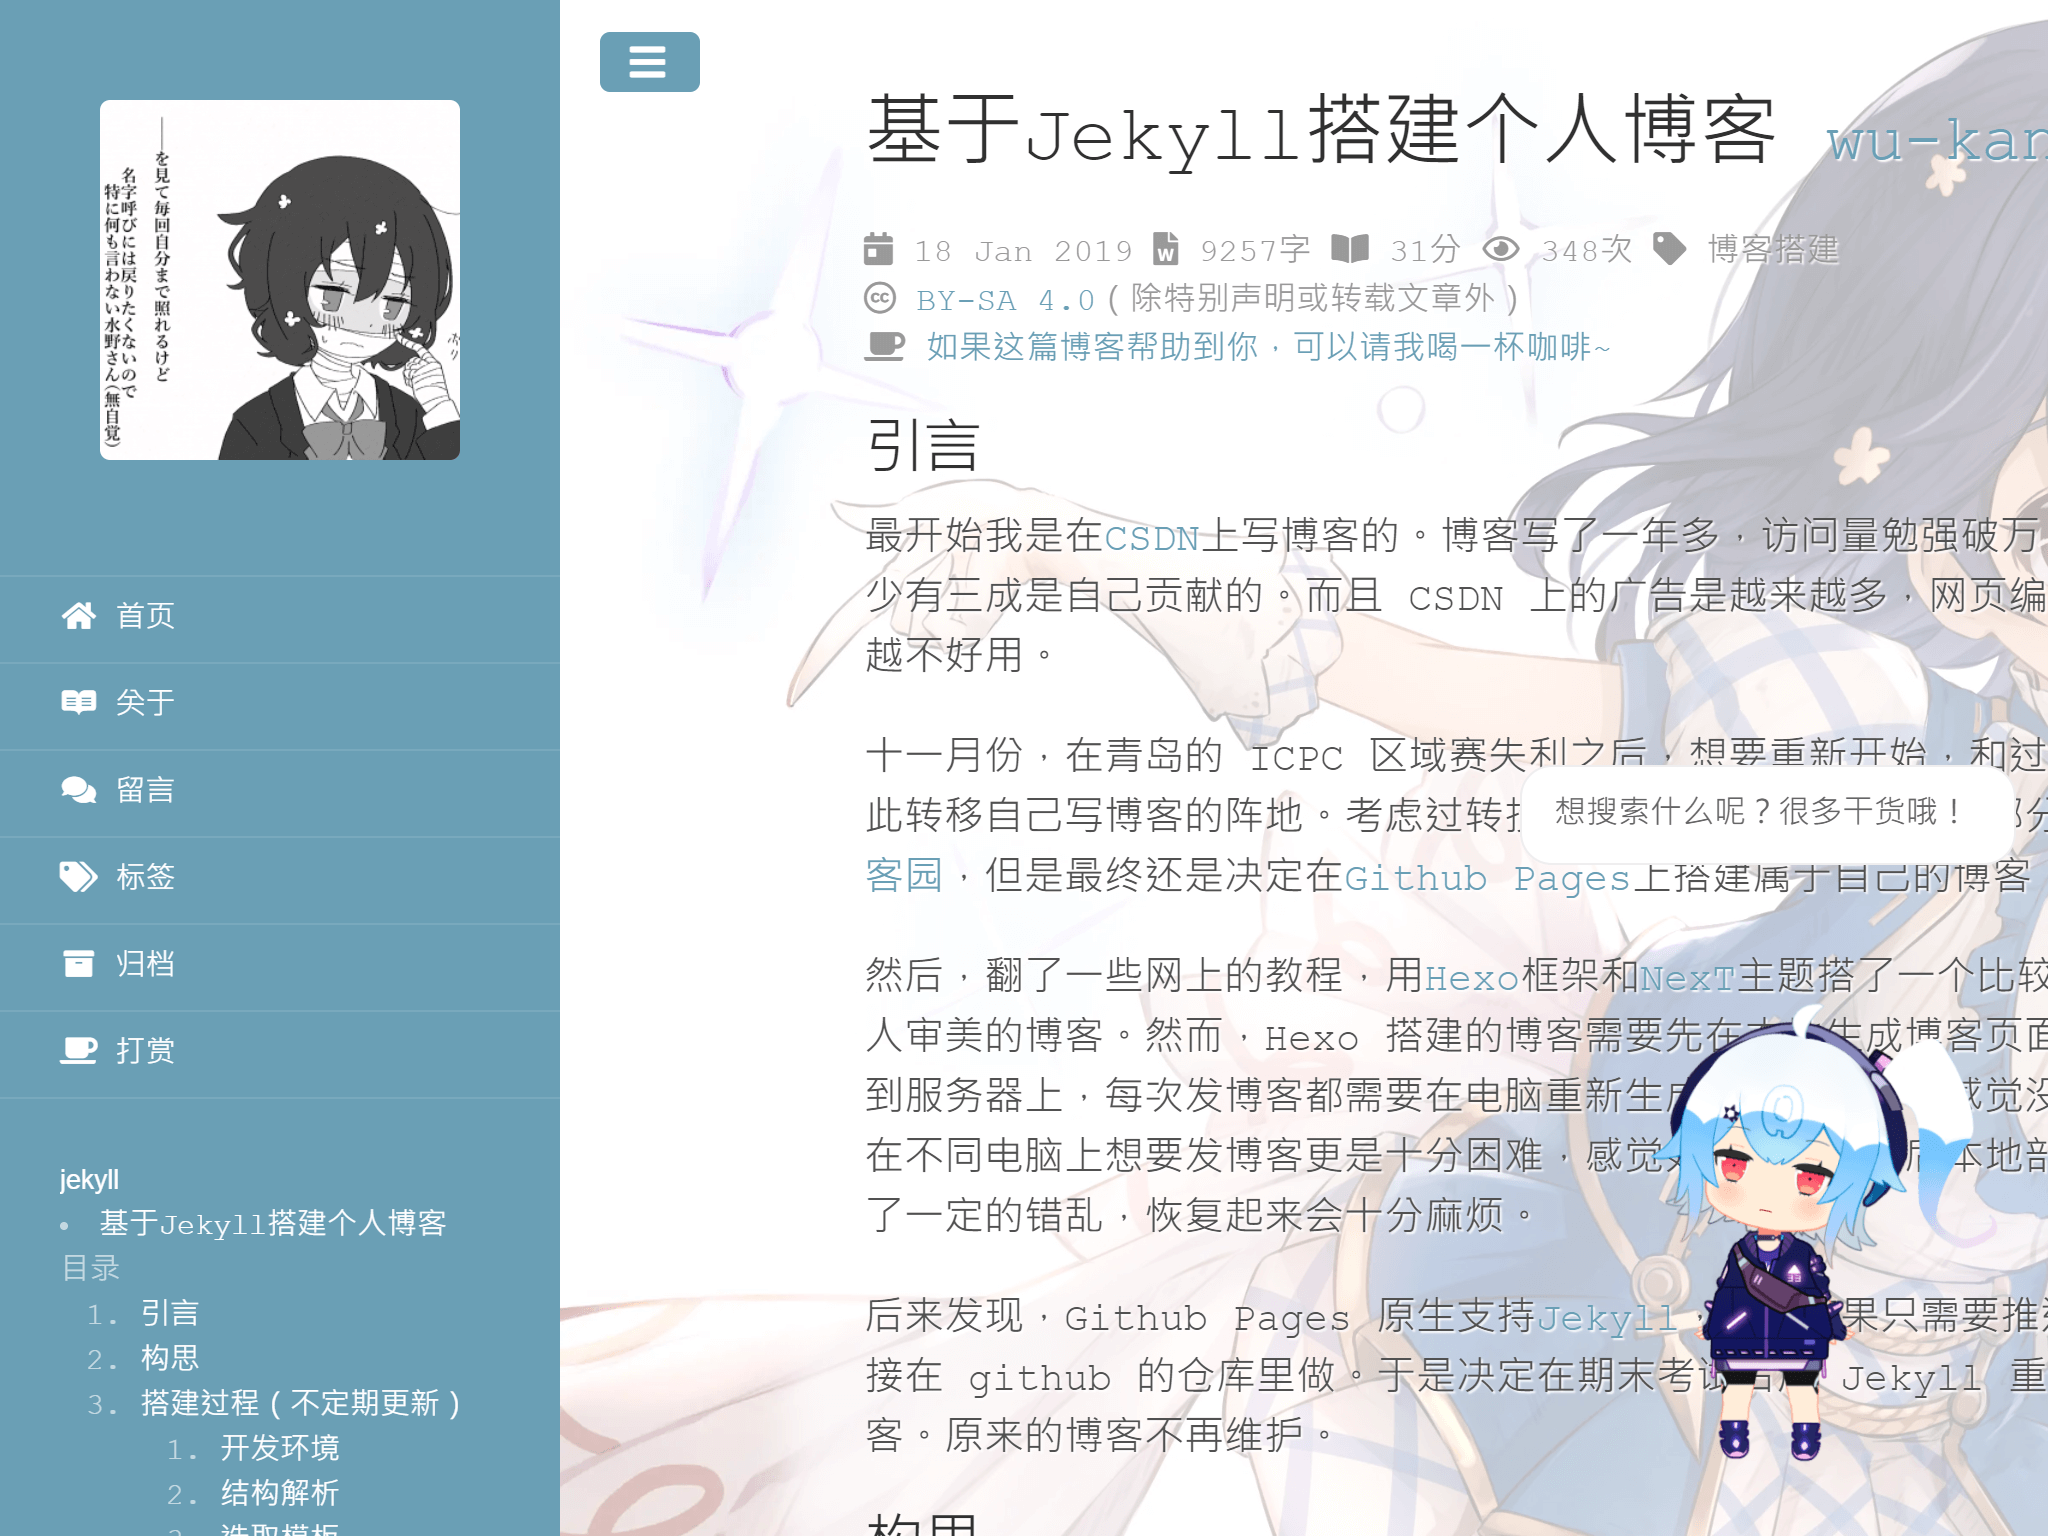 ――を見て毎回自分まで照れるけど
名字呼びには戻りたくないので
特に何も言わない水野さん(無自覚)
首页
关于
留言
标签
归档
打赏
jekyll
• 基于Jekyll搭建个人博客
目录
1. 引言
2. 构思
3. 搭建过程(不定期更新)
1. 开发环境
2. 结构解析
3. 选取模板
基于Jekyll搭建个人博客 wu-kan
18 Jan 2019 9257字 31分 348次 博客搭建
BY-SA 4.0(除特别声明或转载文章外)
如果这篇博客帮助到你,可以请我喝一杯咖啡~
引言
最开始我是在CSDN上写博客的。博客写了一年多,访问量勉强破万
少有三成是自己贡献的。而且 CSDN 上的广告是越来越多,网页编
越不好用。
十一月份,在青岛的 ICPC 区域赛失利之后,想要重新开始,和过
此转移自己写博客的阵地。考虑过转 部分
客园,但是最终还是决定在Github Pages上搭建属于自己的博客
想搜索什么呢?很多干货哦!
然后,翻了一些网上的教程,用Hexo框架和NexT主题搭了一个比较
人审美的博客。然而,Hexo 搭建的博客需要先在 生成博客页面
到服务器上,每次发博客都需要在电脑重新生成 感觉没
在不同电脑上想要发博客更是十分困难,感觉 本地部
了一定的错乱,恢复起来会十分麻烦。
后来发现,Github Pages 原生支持Jekyll, 果只需要推送
接在 github 的仓库里做。于是决定在期末考试 Jekyll 重
客。原来的博客不再维护。
构思